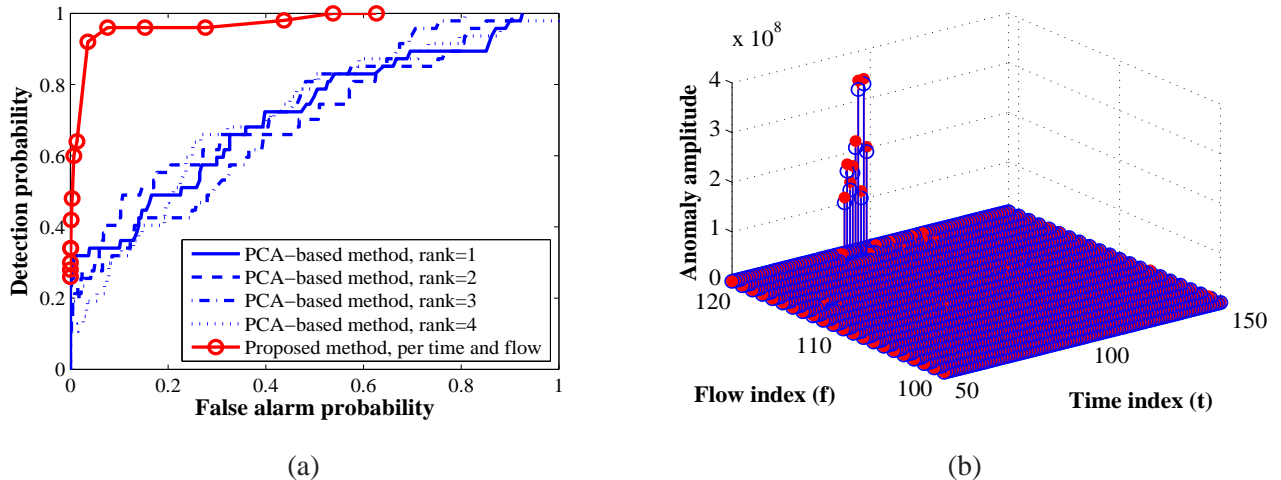 1
0.8
0.6
0.4
0.2
0
0
0.2
0.4
0.6
0.8
1
Detection probability
False alarm probability
PCA−based method, rank=1
PCA−based method, rank=2
PCA−based method, rank=3
PCA−based method, rank=4
Proposed method, per time and flow
(a)
x 10^8
4
3
2
1
0
Anomaly amplitude
120
110
100
Flow index (f)
50
100
150
Time index (t)
(b)